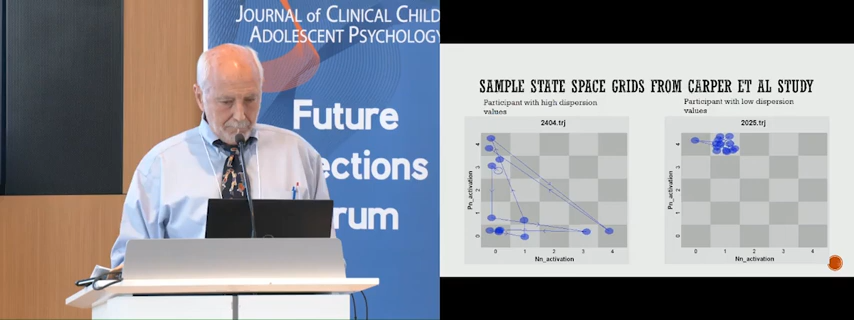 JOURNAL of CLINICAL CHILD
ADOLESCENT PSYCHOLOGY
Future
ections
rum
SAMPLE STATE SPACE GRIDS FROM CARPER ET AL STUDY
Participant with high dispersion
values
Participant with low dispersion
values
2404.trj
2025.trj
Pn_activation
4
3
2
1
0
0 1 2 3 4
Nn_activation
Pn_activation
4
3
2
1
0
0 1 2 3 4
Nn_activation